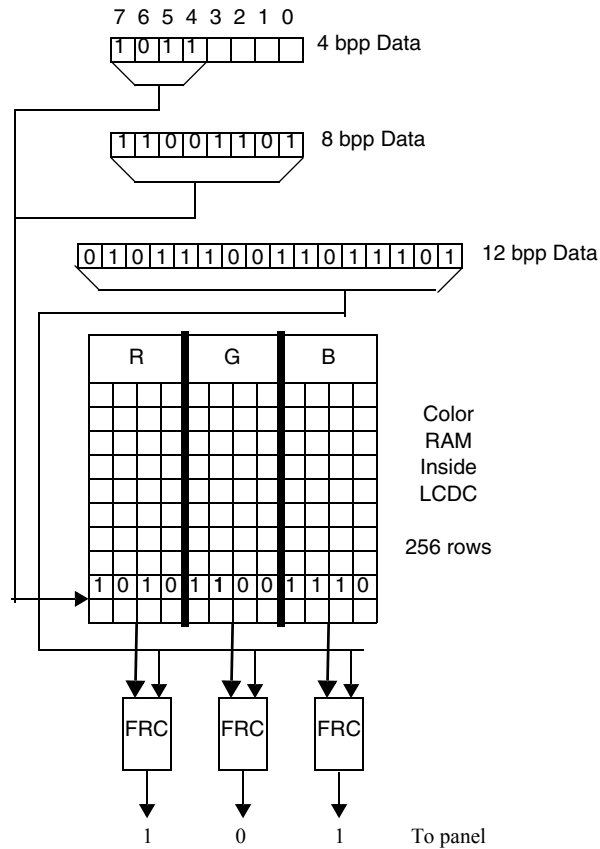 7 6 5 4 3 2 1 0
1 0 1 1 4 bpp Data
1 1 0 0 1 1 0 1 8 bpp Data
0 1 0 1 1 1 0 0 1 1 0 1 1 1 0 1 12 bpp Data
R G B
Color
RAM
Inside
LCDC
256 rows
1 0 1 0 1 1 0 0 1 1 1 0
FRC FRC FRC
1 0 1 To panel